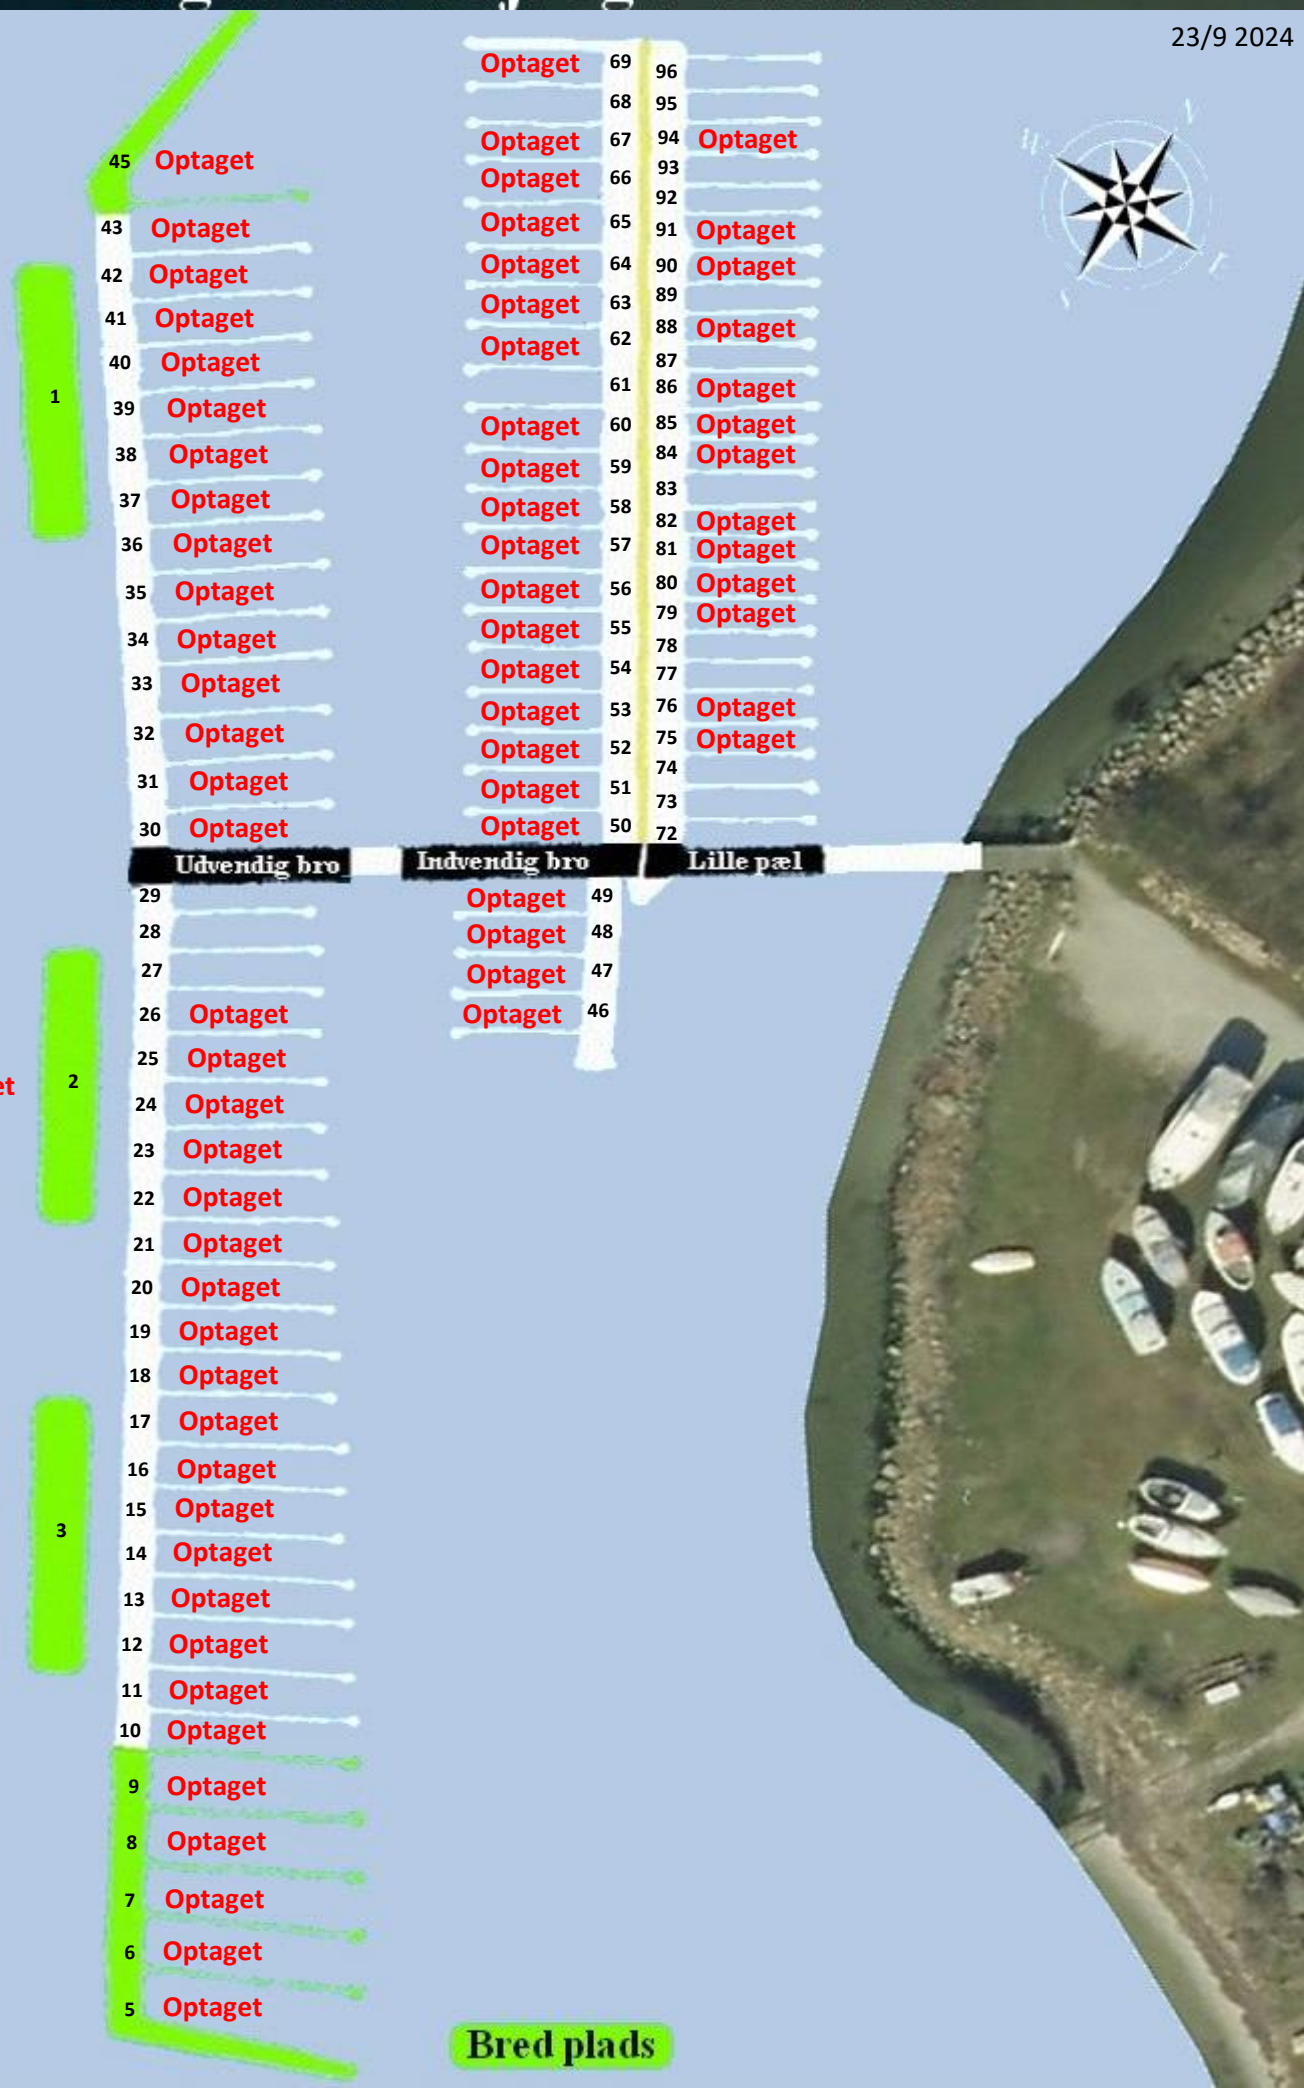 23/9 2024
Optaget 69 96
68 95
Optaget 67 94 Optaget
45 Optaget
93
Optaget 66
92
Optaget 65
43 Optaget
91 Optaget
Optaget 64 90 Optaget
42 Optaget
89
Optaget 63
41 Optaget
88 Optaget
Optaget 62
40 Optaget
87
61 86 Optaget
1
39 Optaget
Optaget 60 85 Optaget
38 Optaget
84 Optaget
Optaget 59
83
37 Optaget
Optaget 58
82 Optaget
36 Optaget
Optaget 57 81 Optaget
80 Optaget
35 Optaget
Optaget 56
79 Optaget
Optaget 55
34 Optaget
78
Optaget 54 77
33 Optaget
76 Optaget
Optaget 53
32 Optaget
75 Optaget
Optaget 52
74
31 Optaget
Optaget 51
73
30 Optaget
Optaget 50 72
Udvendig bro Indvendig bro Lille pæl
29
Optaget 49
28
Optaget 48
27
Optaget 47
26 Optaget
Optaget 46
25 Optaget
2
24 Optaget
23 Optaget
22 Optaget
21 Optaget
20 Optaget
19 Optaget
18 Optaget
17 Optaget
16 Optaget
15 Optaget
3
14 Optaget
13 Optaget
12 Optaget
11 Optaget
10 Optaget
9 Optaget
8 Optaget
7 Optaget
6 Optaget
5 Optaget
Bred plads